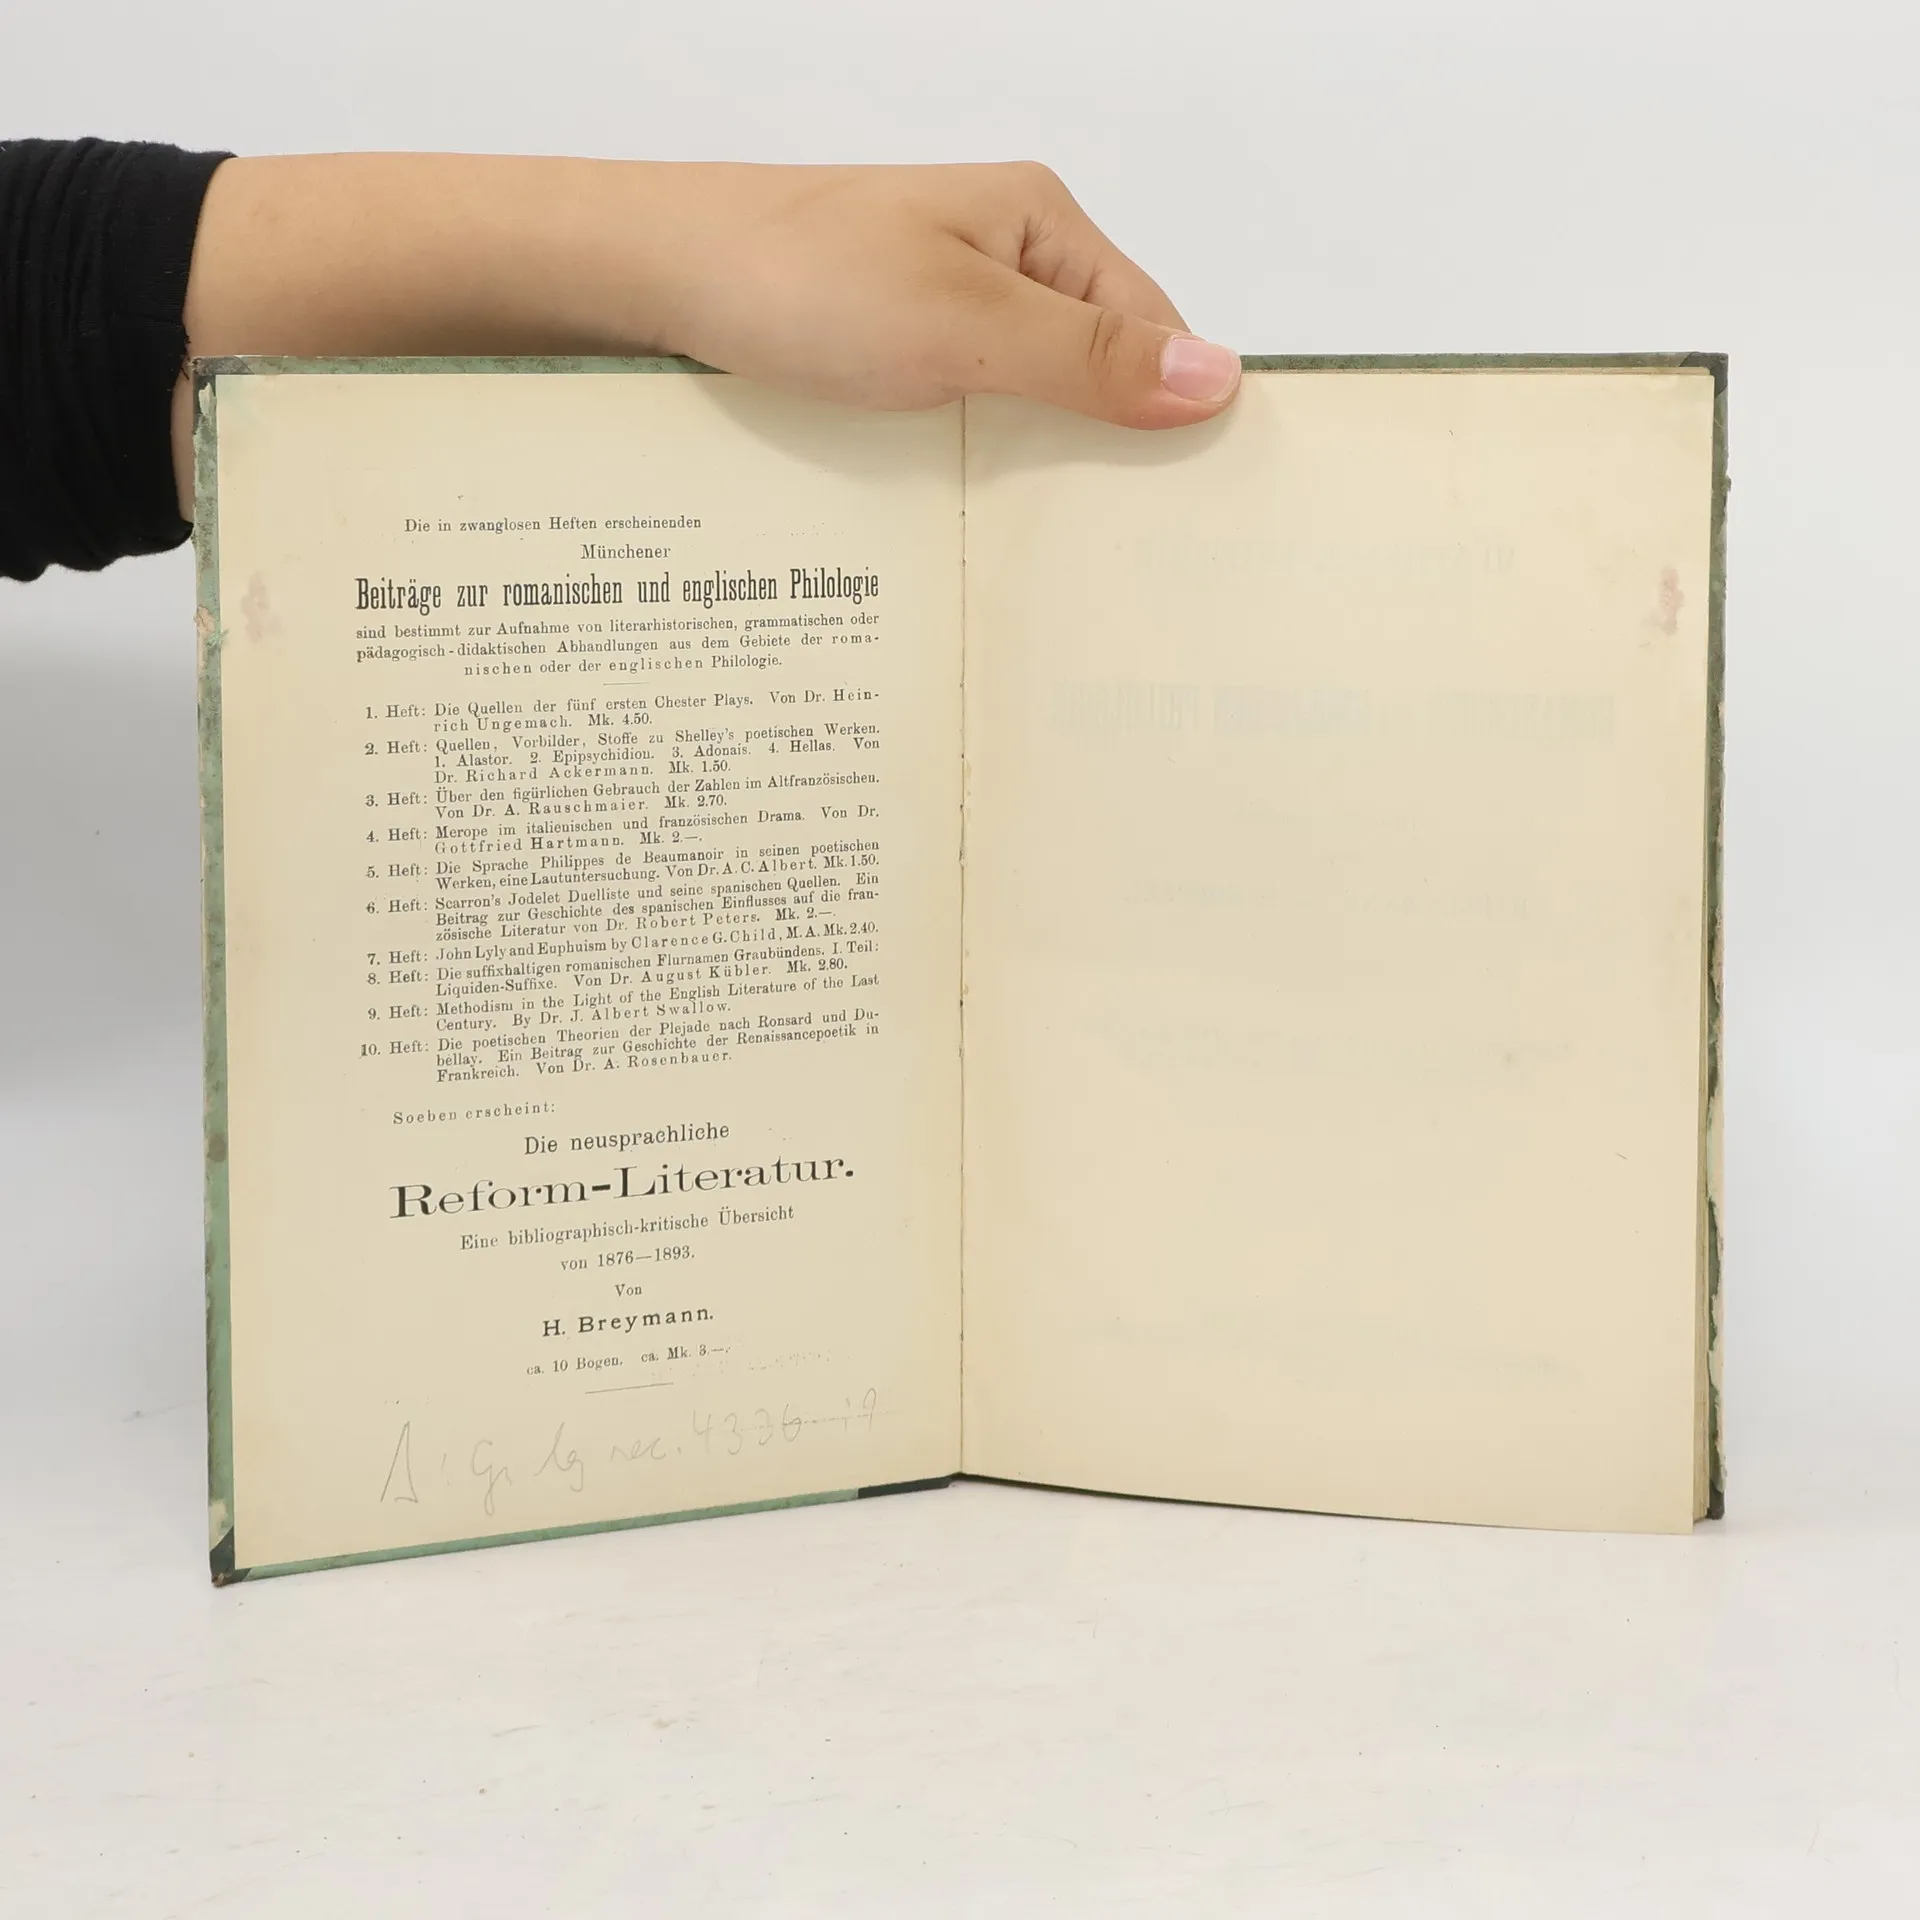 Die in zwanglosen Heften erscheinenden
Münchener
Beiträge zur romanischen und englischen Philologie
sind bestimmt zur Aufnahme von literarhistorischen, grammatischen oder
pädagogisch-didaktischen Abhandlungen aus dem Gebiete der roma-
nischen oder der englischen Philologie.
1. Heft: Die Quellen der fünf ersten Chester Plays. Von Dr. Hein-
rich Ungemach. Mk. 4.50.
2. Heft: Quellen, Vorbilder, Stoffe zu Shelley's poetischen Werken.
1. Alastor. 2. Epipsychidion. 3. Adonais. 4. Hellas. Von
Dr. Richard Ackermann. Mk. 1.50.
3. Heft: Über den figürlichen Gebrauch der Zahlen im Altfranzösischen.
Von Dr. A. Rauschmaier. Mk. 2.70.
4. Heft: Merope im italienischen und französischen Drama. Von Dr.
Gottfried Hartmann. Mk. 2.—.
5. Heft: Die Sprache Philippes de Beaumanoir in seinen poetischen
Werken, eine Lautuntersuchung. Von Dr. A. C. Albert. Mk. 1.50.
6. Heft: Scarron's Jodelet Duelliste und seine spanischen Quellen. Ein
Beitrag zur Geschichte des spanischen Einflusses auf die fran-
zösische Literatur von Dr. Robert Peters. Mk. 2.—.
7. Heft: John Lyly and Euphuism by Clarence G. Child, M. A. Mk. 2.40.
8. Heft: Die suffixhaltigen romanischen Flurnamen Graubündens. I. Teil:
Liquiden-Suffixe. Von Dr. August Kübler. Mk. 2.80.
9. Heft: Methodism in the Light of the English Literature of the Last
Century. By Dr. J. Albert Swallow.
10. Heft: Die poetischen Theorien der Plejade nach Ronsard und Du-
bellay. Ein Beitrag zur Geschichte der Renaissancepoetik in
Frankreich. Von Dr. A. Rosenbauer.
Soeben erscheint:
Die neusprachliche
Reform-Literatur.
Eine bibliographisch-kritische Übersicht
von 1876—1893.
Von
H. Breymann.
ca. 10 Bogen. ca. Mk. 3.—.
4336